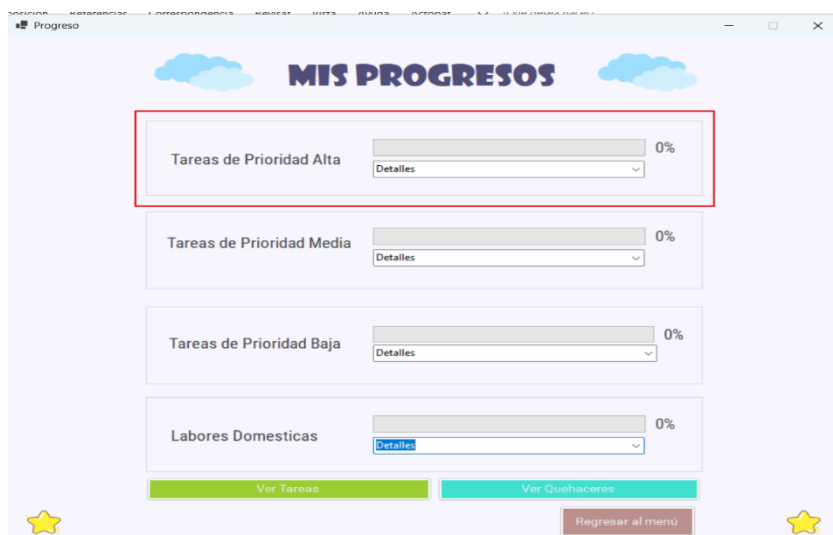 Progreso
MIS PROGRESOS
Tareas de Prioridad Alta
0%
Detalles
Tareas de Prioridad Media
0%
Detalles
Tareas de Prioridad Baja
0%
Detalles
Labores Domesticas
0%
Detalles
Ver Tareas
Ver Quehaceres
Regresar al menú